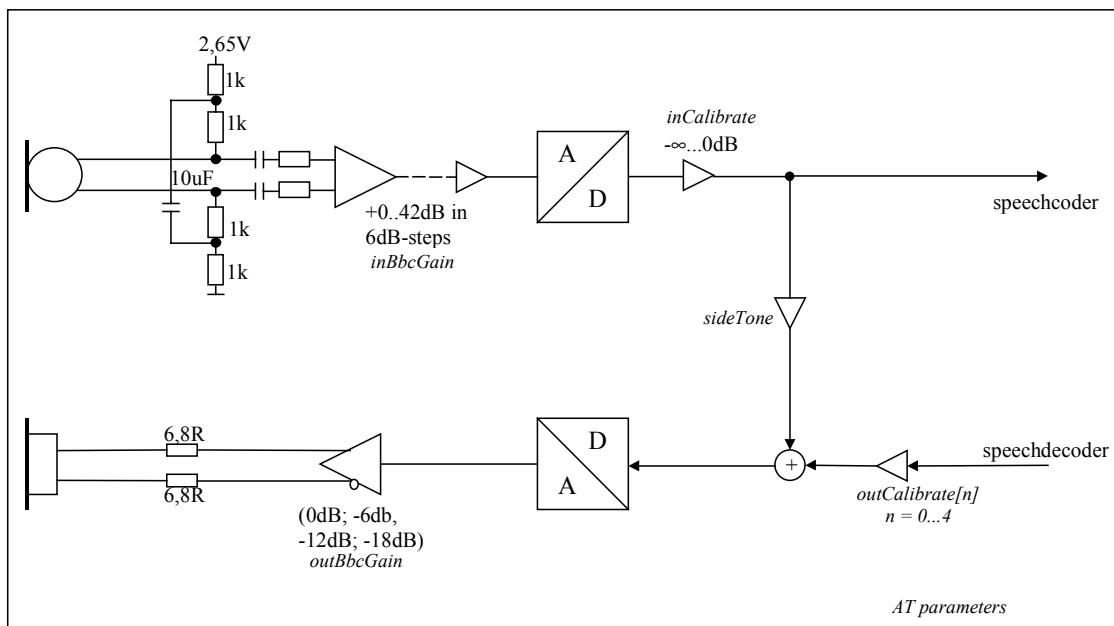 2,65V
1k
1k
10uF
1k
1k
+0..42dB in
6dB-steps
inBbcGain
A
D
inCalibrate
-∞...0dB
speechcoder
sideTone
6,8R
6,8R
(0dB; -6db,
-12dB; -18dB)
outBbcGain
D
A
+
speechdecoder
outCalibrate[n]
n = 0...4
AT parameters